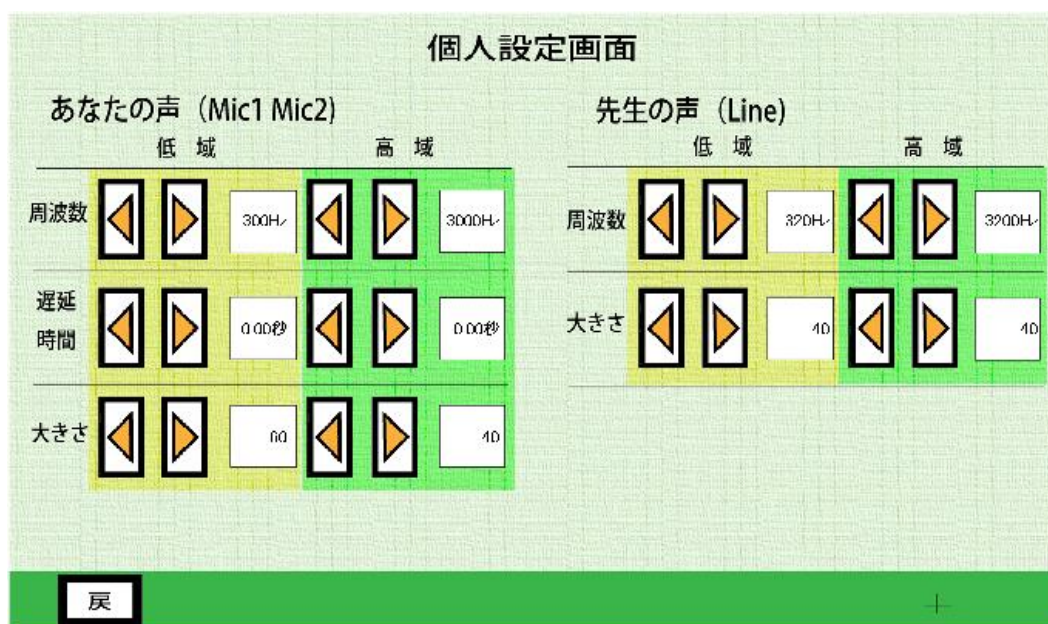 個人設定画面
あなたの声（Mic1 Mic2)
低 域 高 域
周波数 300Hz 3000Hz
遅延
時間 0.00秒 0.00秒
大きさ 60 40
先生の声（Line)
低 域 高 域
周波数 320Hz 3200Hz
大きさ 40 40
戻